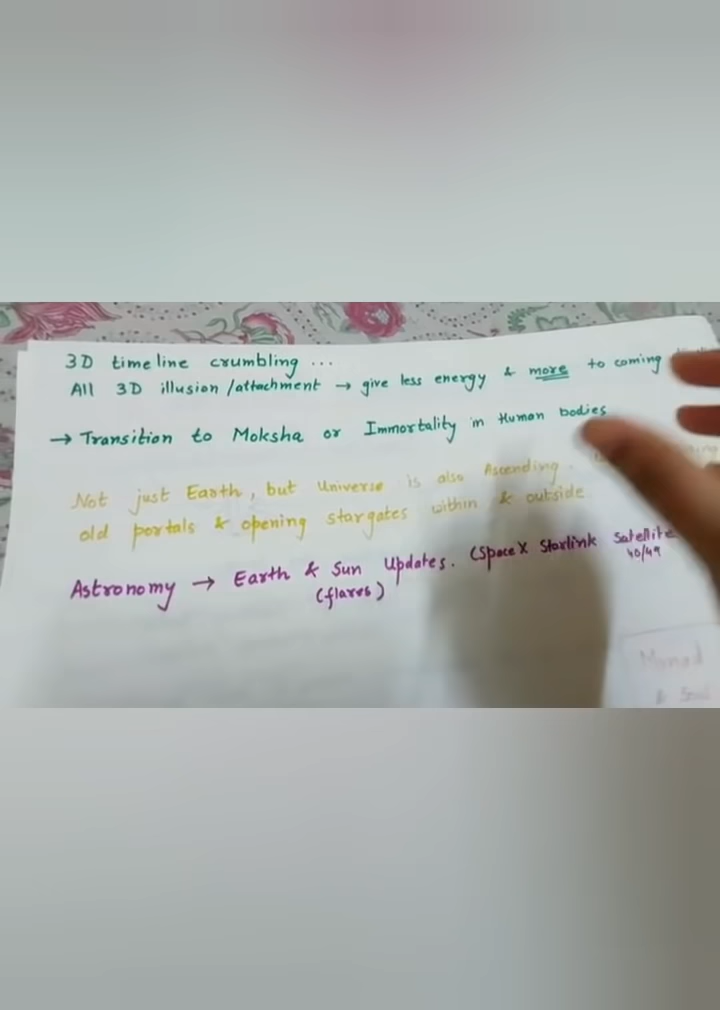 3D timeline crumbling ...
All 3D illusion/attachment → give less energy & more to coming
→ Transition to Moksha or Immortality in Human bodies
Not just Earth, but Universe is also Ascending.
old portals & opening stargates within & outside
Astronomy → Earth & Sun Updates. (SpaceX Starlink Satellite
(flares)
40/49